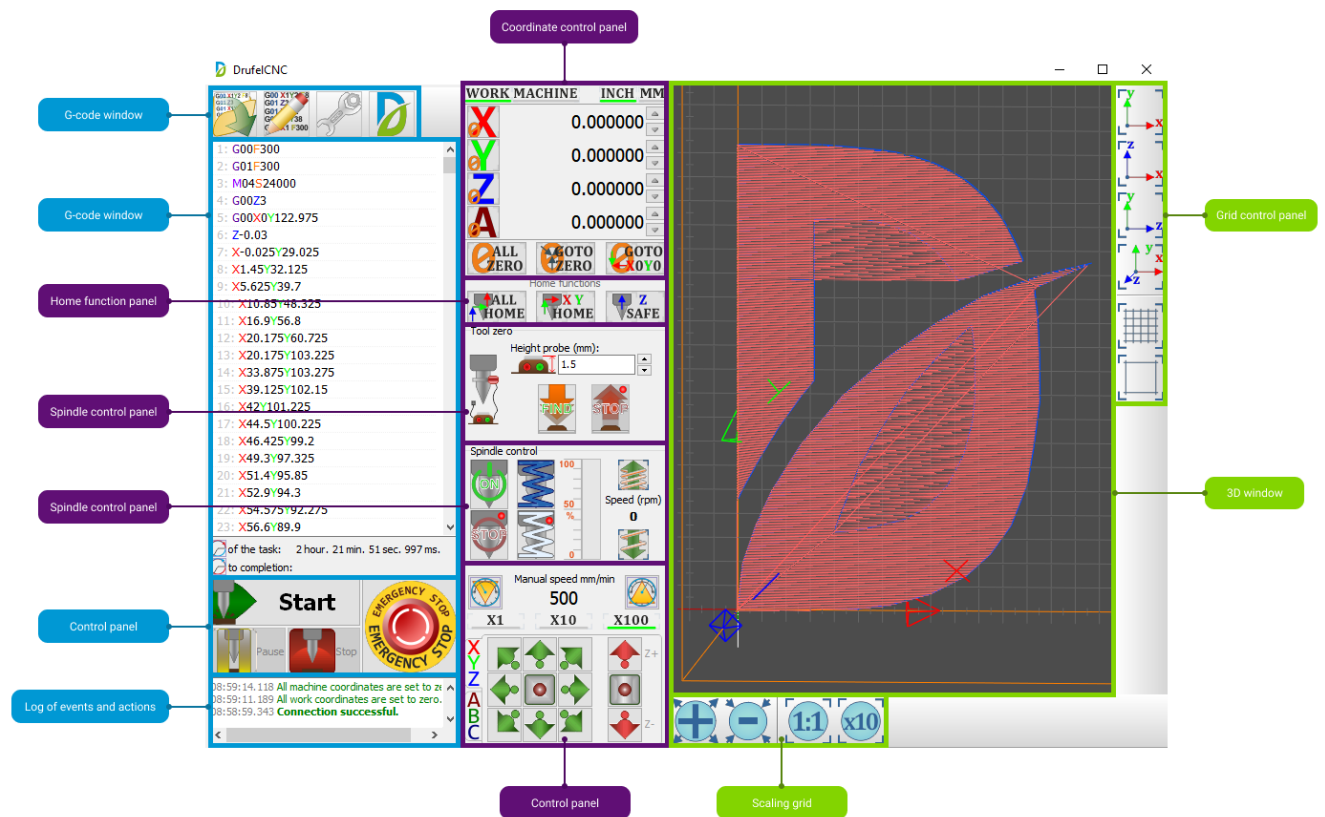 Coordinate control panel
DrufelCNC
G-code window
G-code window
Home function panel
Spindle control panel
Spindle control panel
Control panel
Log of events and actions
1: G00F300
2: G01F300
3: M04S24000
4: G00Z3
5: G00X0Y122.975
6: Z-0.03
7: X-0.025Y29.025
8: X1.45Y32.125
9: X5.625Y39.7
10: X10.85Y48.325
11: X16.9Y56.8
12: X20.175Y60.725
13: X20.175Y103.225
14: X33.875Y103.275
15: X39.125Y102.15
16: X42Y101.225
17: X44.5Y100.225
18: X46.425Y99.2
19: X49.3Y97.325
20: X51.4Y95.85
21: X52.9Y94.3
22: X54.575Y92.275
23: X56.6Y89.9
of the task: 2 hour. 21 min. 51 sec. 997 ms.
to completion:
Start
Pause
Stop
EMERGENCY STOP
EMERGENCY STOP
08:59:14.118 All machine coordinates are set to ze
08:59:11.189 All work coordinates are set to zero.
08:58:59.343 Connection successful.
WORK MACHINE INCH MM
X 0.000000
Y 0.000000
Z 0.000000
A 0.000000
ALL ZERO
GOTO ZERO
GOTO X0Y0
Home functions
ALL HOME
X Y HOME
Z SAFE
Tool zero
Height probe (mm):
1.5
FIND
STOP
Spindle control
ON
STOP
100
50
%
0
Speed (rpm)
0
Manual speed mm/min
500
X1 X10 X100
X
Y
Z
A
B
C
Z+
Z-
Control panel
Y
X
y
x
z
x
y
z
y
x
z
Grid control panel
3D window
1:1
x10
Scaling grid